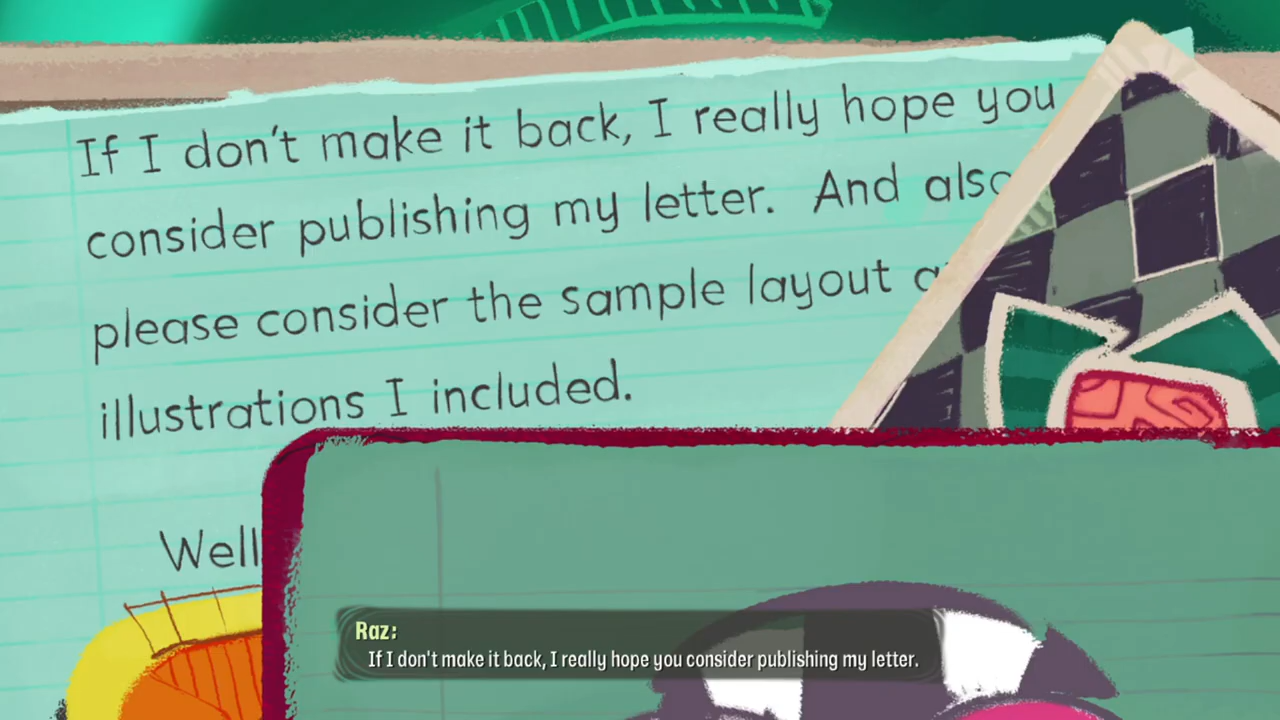 If I don't make it back, I really hope you
consider publishing my letter. And also
please consider the sample layout
illustrations I included.
Well
Raz:
If I don't make it back, I really hope you consider publishing my letter.